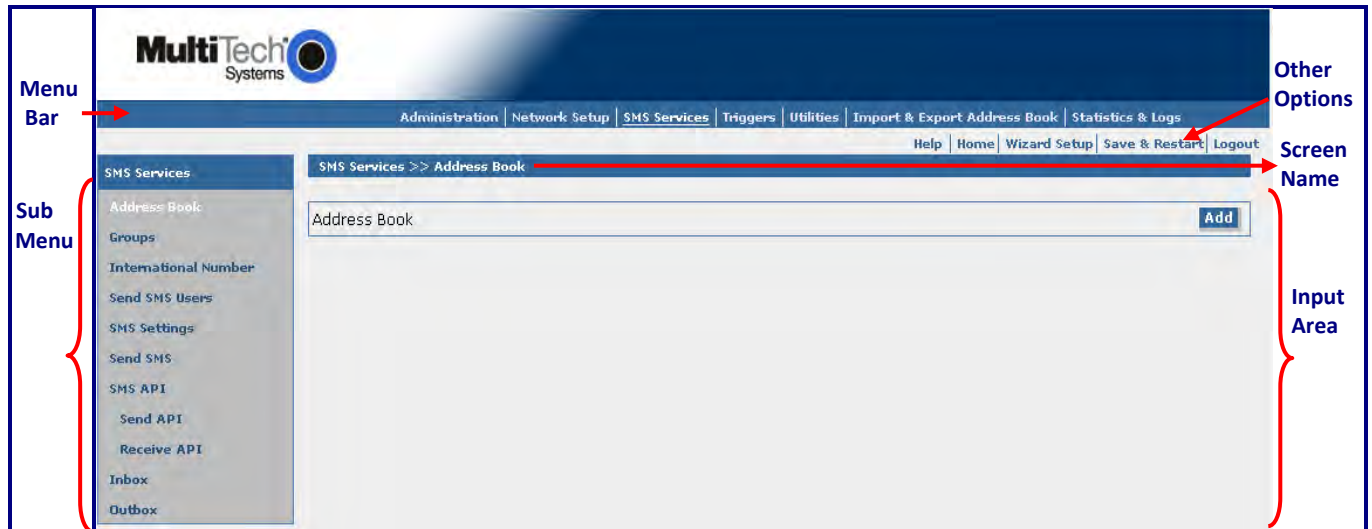 MultiTech
Systems
Menu
Bar
Other
Options
Administration | Network Setup | SMS Services | Triggers | Utilities | Import & Export Address Book | Statistics & Logs
Help | Home | Wizard Setup | Save & Restart | Logout
Screen
Name
SMS Services
SMS Services >> Address Book
Sub
Menu
Address Book
Groups
International Number
Send SMS Users
SMS Settings
Send SMS
SMS API
Send API
Receive API
Inbox
Outbox
Address Book
Add
Input
Area